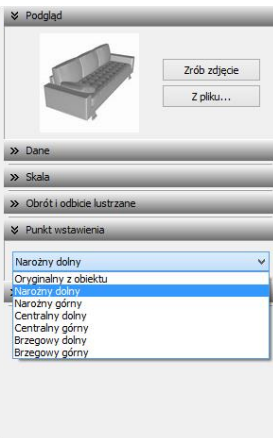 Podgląd
Zrób zdjęcie
Z pliku...
Dane
Skala
Obrót i odbicie lustrzane
Punkt wstawienia
Narożny dolny
Oryginalny z obiektu
Narożny dolny
Narożny górny
Centralny dolny
Centralny górny
Brzegowy dolny
Brzegowy górny